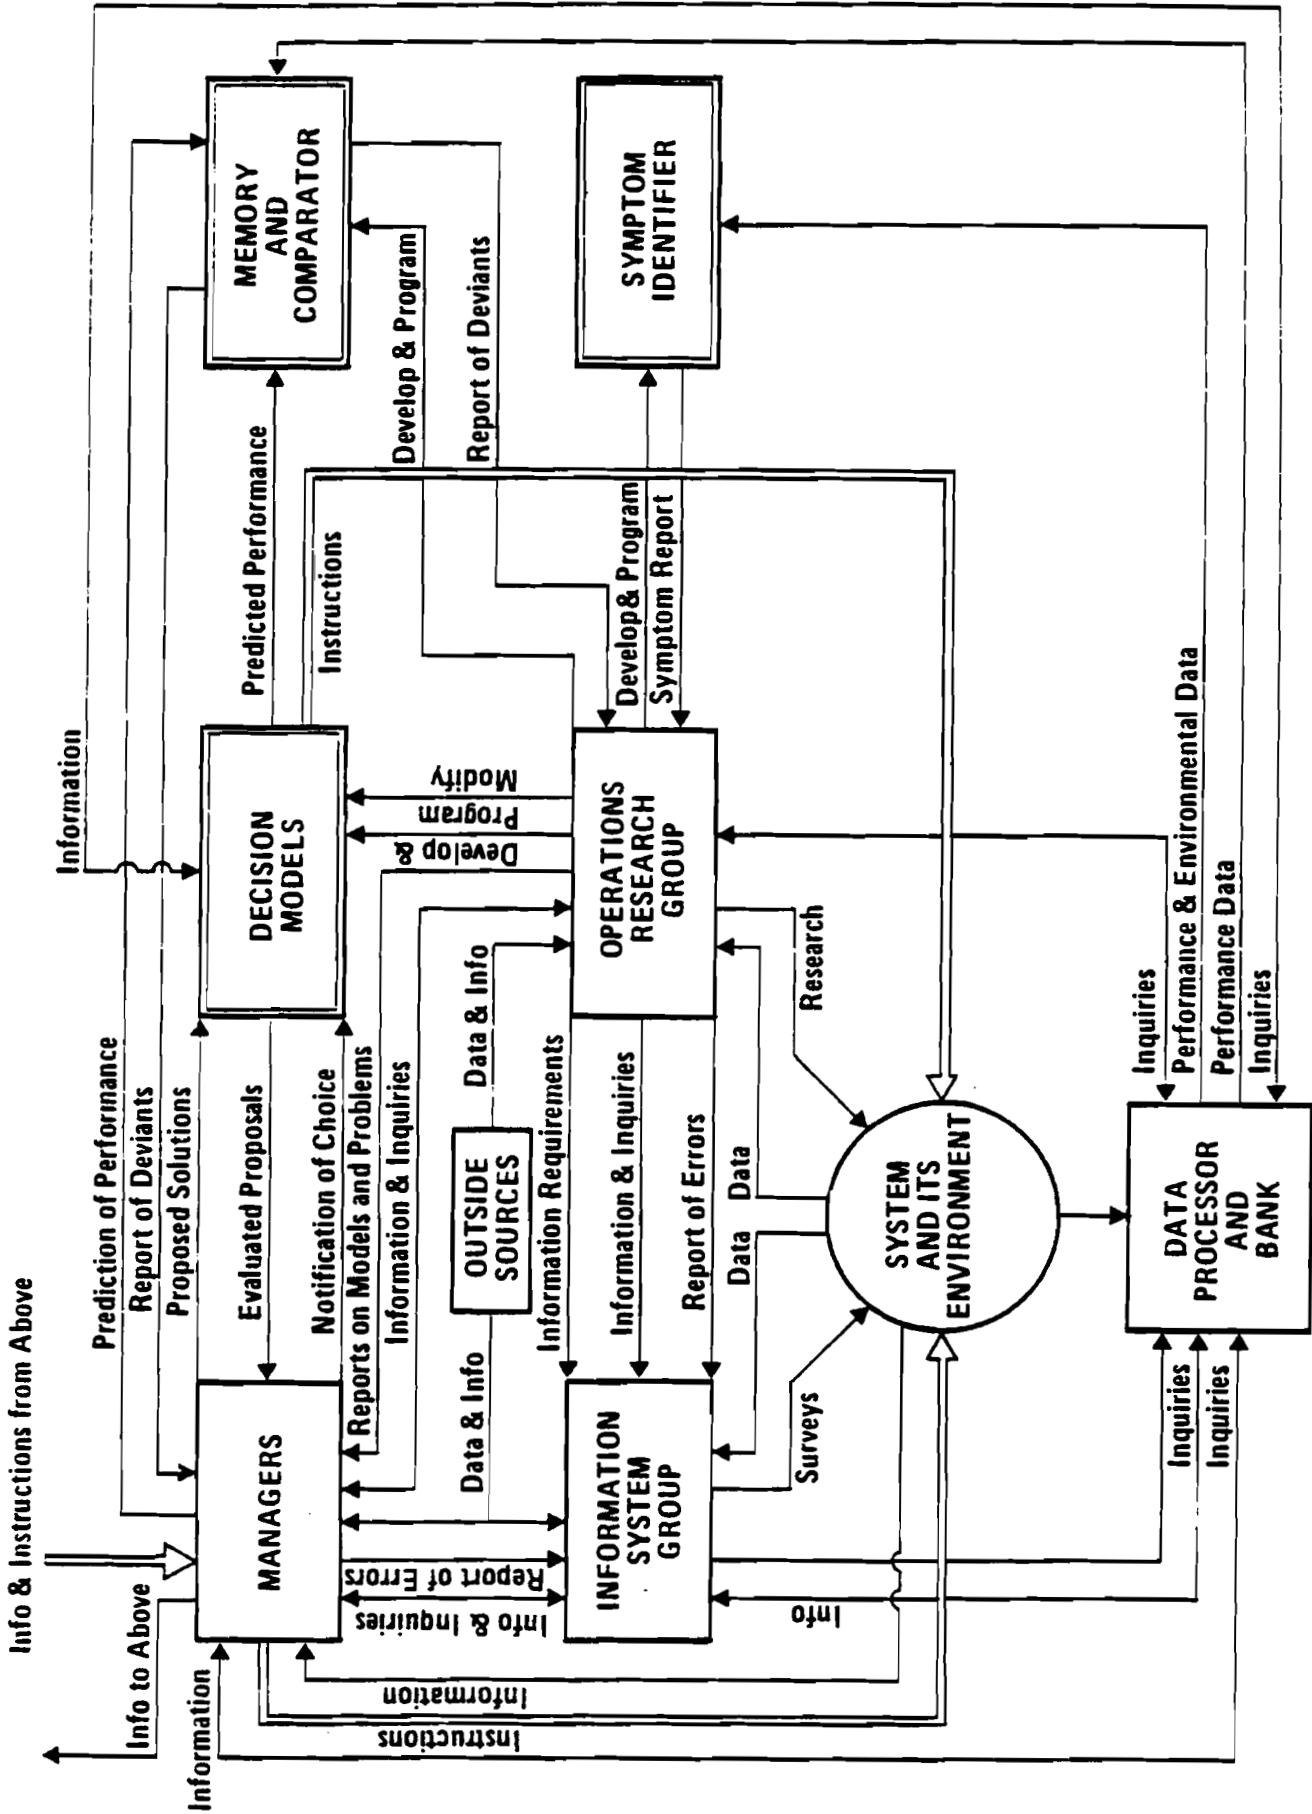 Info & Instructions from Above
Info to Above
Information
Prediction of Performance
Report of Deviants
Proposed Solutions
Information
MANAGERS
Evaluated Proposals
Notification of Choice
Reports on Models and Problems
Information & Inquiries
DECISION
MODELS
Predicted Performance
Instructions
MEMORY
AND
COMPARATOR
Develop & Program
Report of Deviants
Modify
Program
Develop &
Instructions
Information
Info & Inquiries
Report of Errors
Data & Info
OUTSIDE
SOURCES
Data & Info
INFORMATION
SYSTEM
GROUP
Information Requirements
Information & Inquiries
Report of Errors
OPERATIONS
RESEARCH
GROUP
Develop & Program
Symptom Report
SYMPTOM
IDENTIFIER
Info
Surveys
Data
Data
Research
SYSTEM
AND ITS
ENVIRONMENT
Inquiries
Inquiries
DATA
PROCESSOR
AND
BANK
Inquiries
Performance & Environmental Data
Performance Data
Inquiries